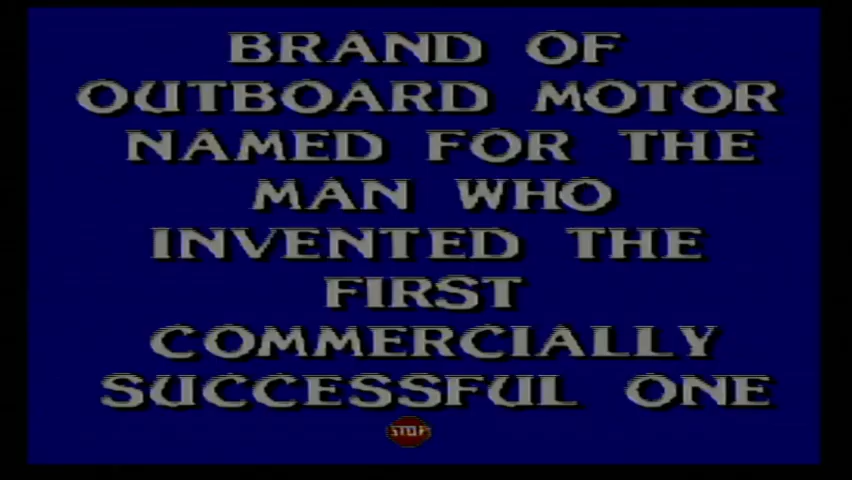 BRAND OF
OUTBOARD MOTOR
NAMED FOR THE
MAN WHO
INVENTED THE
FIRST
COMMERCIALLY
SUCCESSFUL ONE
STOP